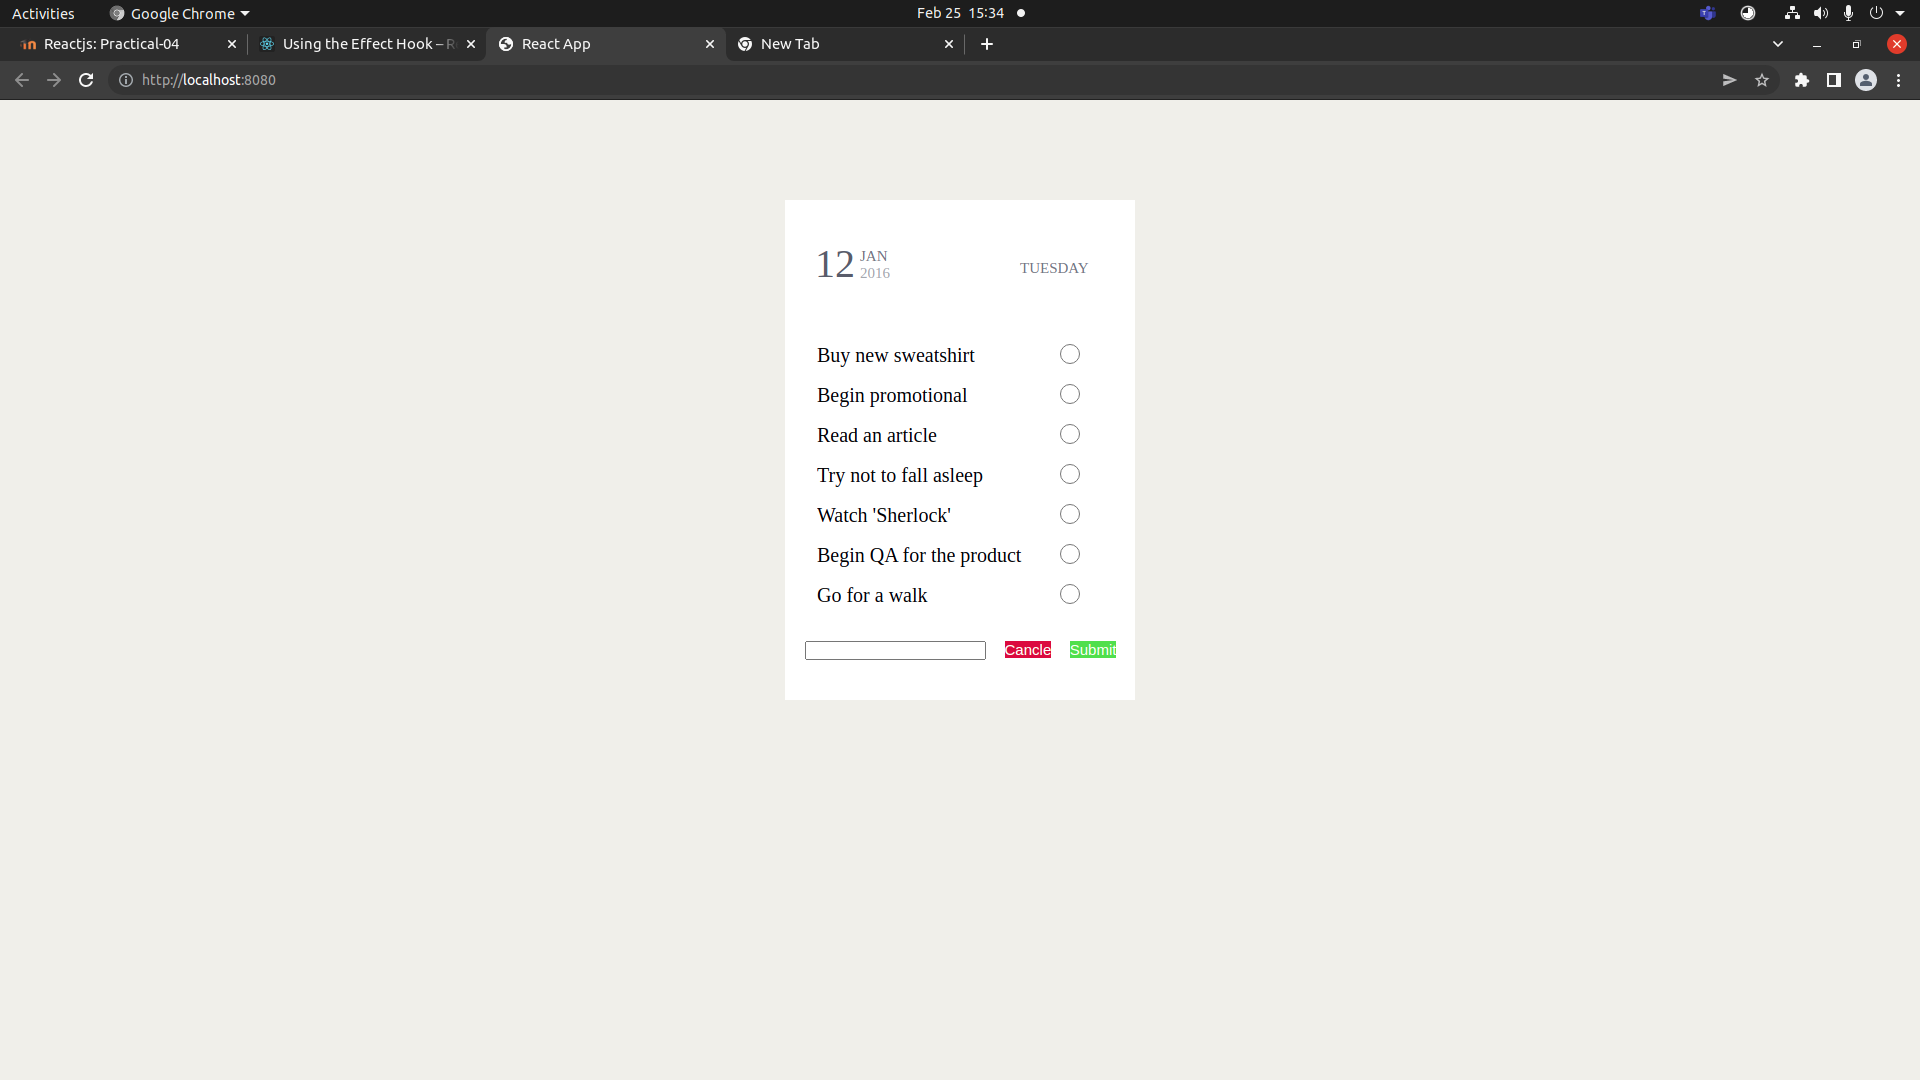 Activities Google Chrome Feb 25 15:34
Reactjs: Practical-04 Using the Effect Hook – R React App New Tab
http://localhost:8080
12 JAN
2016
TUESDAY
Buy new sweatshirt
Begin promotional
Read an article
Try not to fall asleep
Watch 'Sherlock'
Begin QA for the product
Go for a walk
Cancle Submit